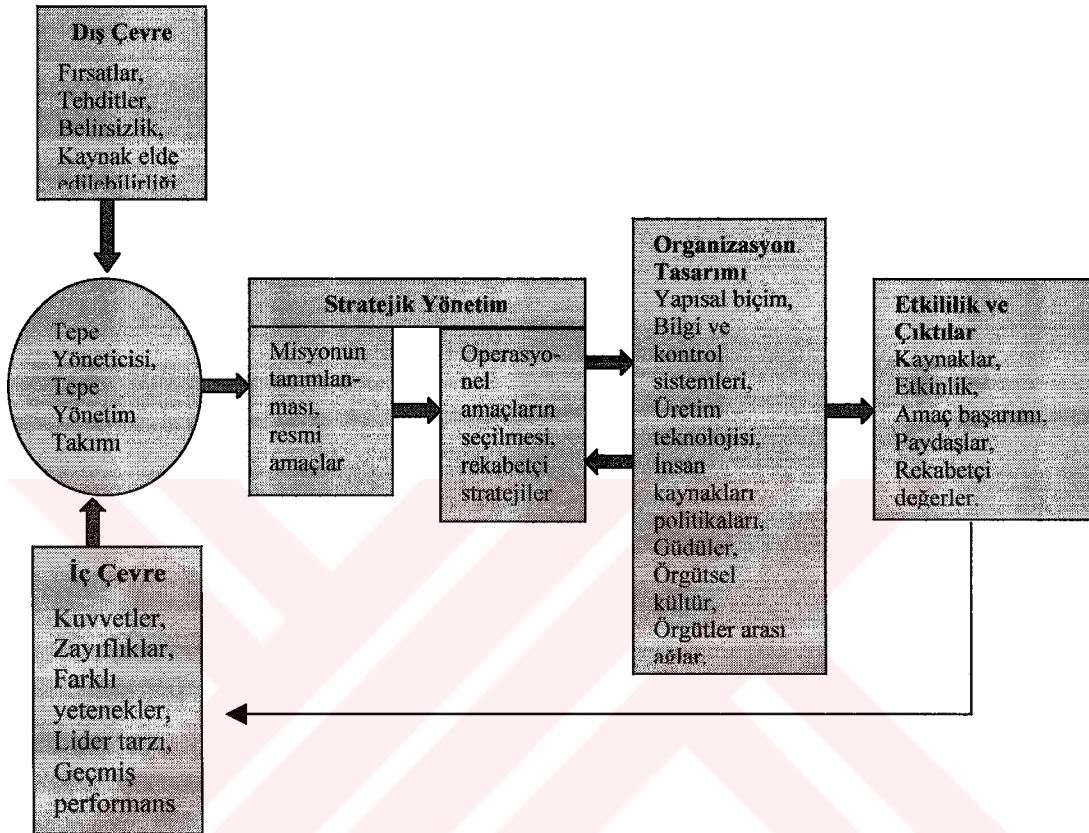 Dış Çevre
Fırsatlar,
Tehditler,
Belirsizlik,
Kaynak elde
edilebilirliği
Tepe
Yöneticisi,
Tepe
Yönetim
Takımı
İç Çevre
Kuvvetler,
Zayıflıklar,
Farklı
yetenekler,
Lider tarzı,
Geçmiş
performans
Stratejik Yönetim
Misyonun
tanımlan-
ması,
resmi
amaçlar
Operasyo-
nel
amaçların
seçilmesi,
rekabetçi
stratejiler
Organizasyon
Tasarımı
Yapısal biçim,
Bilgi ve
kontrol
sistemleri,
Üretim
teknolojisi,
İnsan
kaynakları
politikaları,
Güdüler,
Örgütsel
kültür,
Örgütler arası
ağlar.
Etkililik ve
Çıktılar
Kaynaklar,
Etkinlik,
Amaç başarımı,
Paydaşlar,
Rekabetçi
değerler.